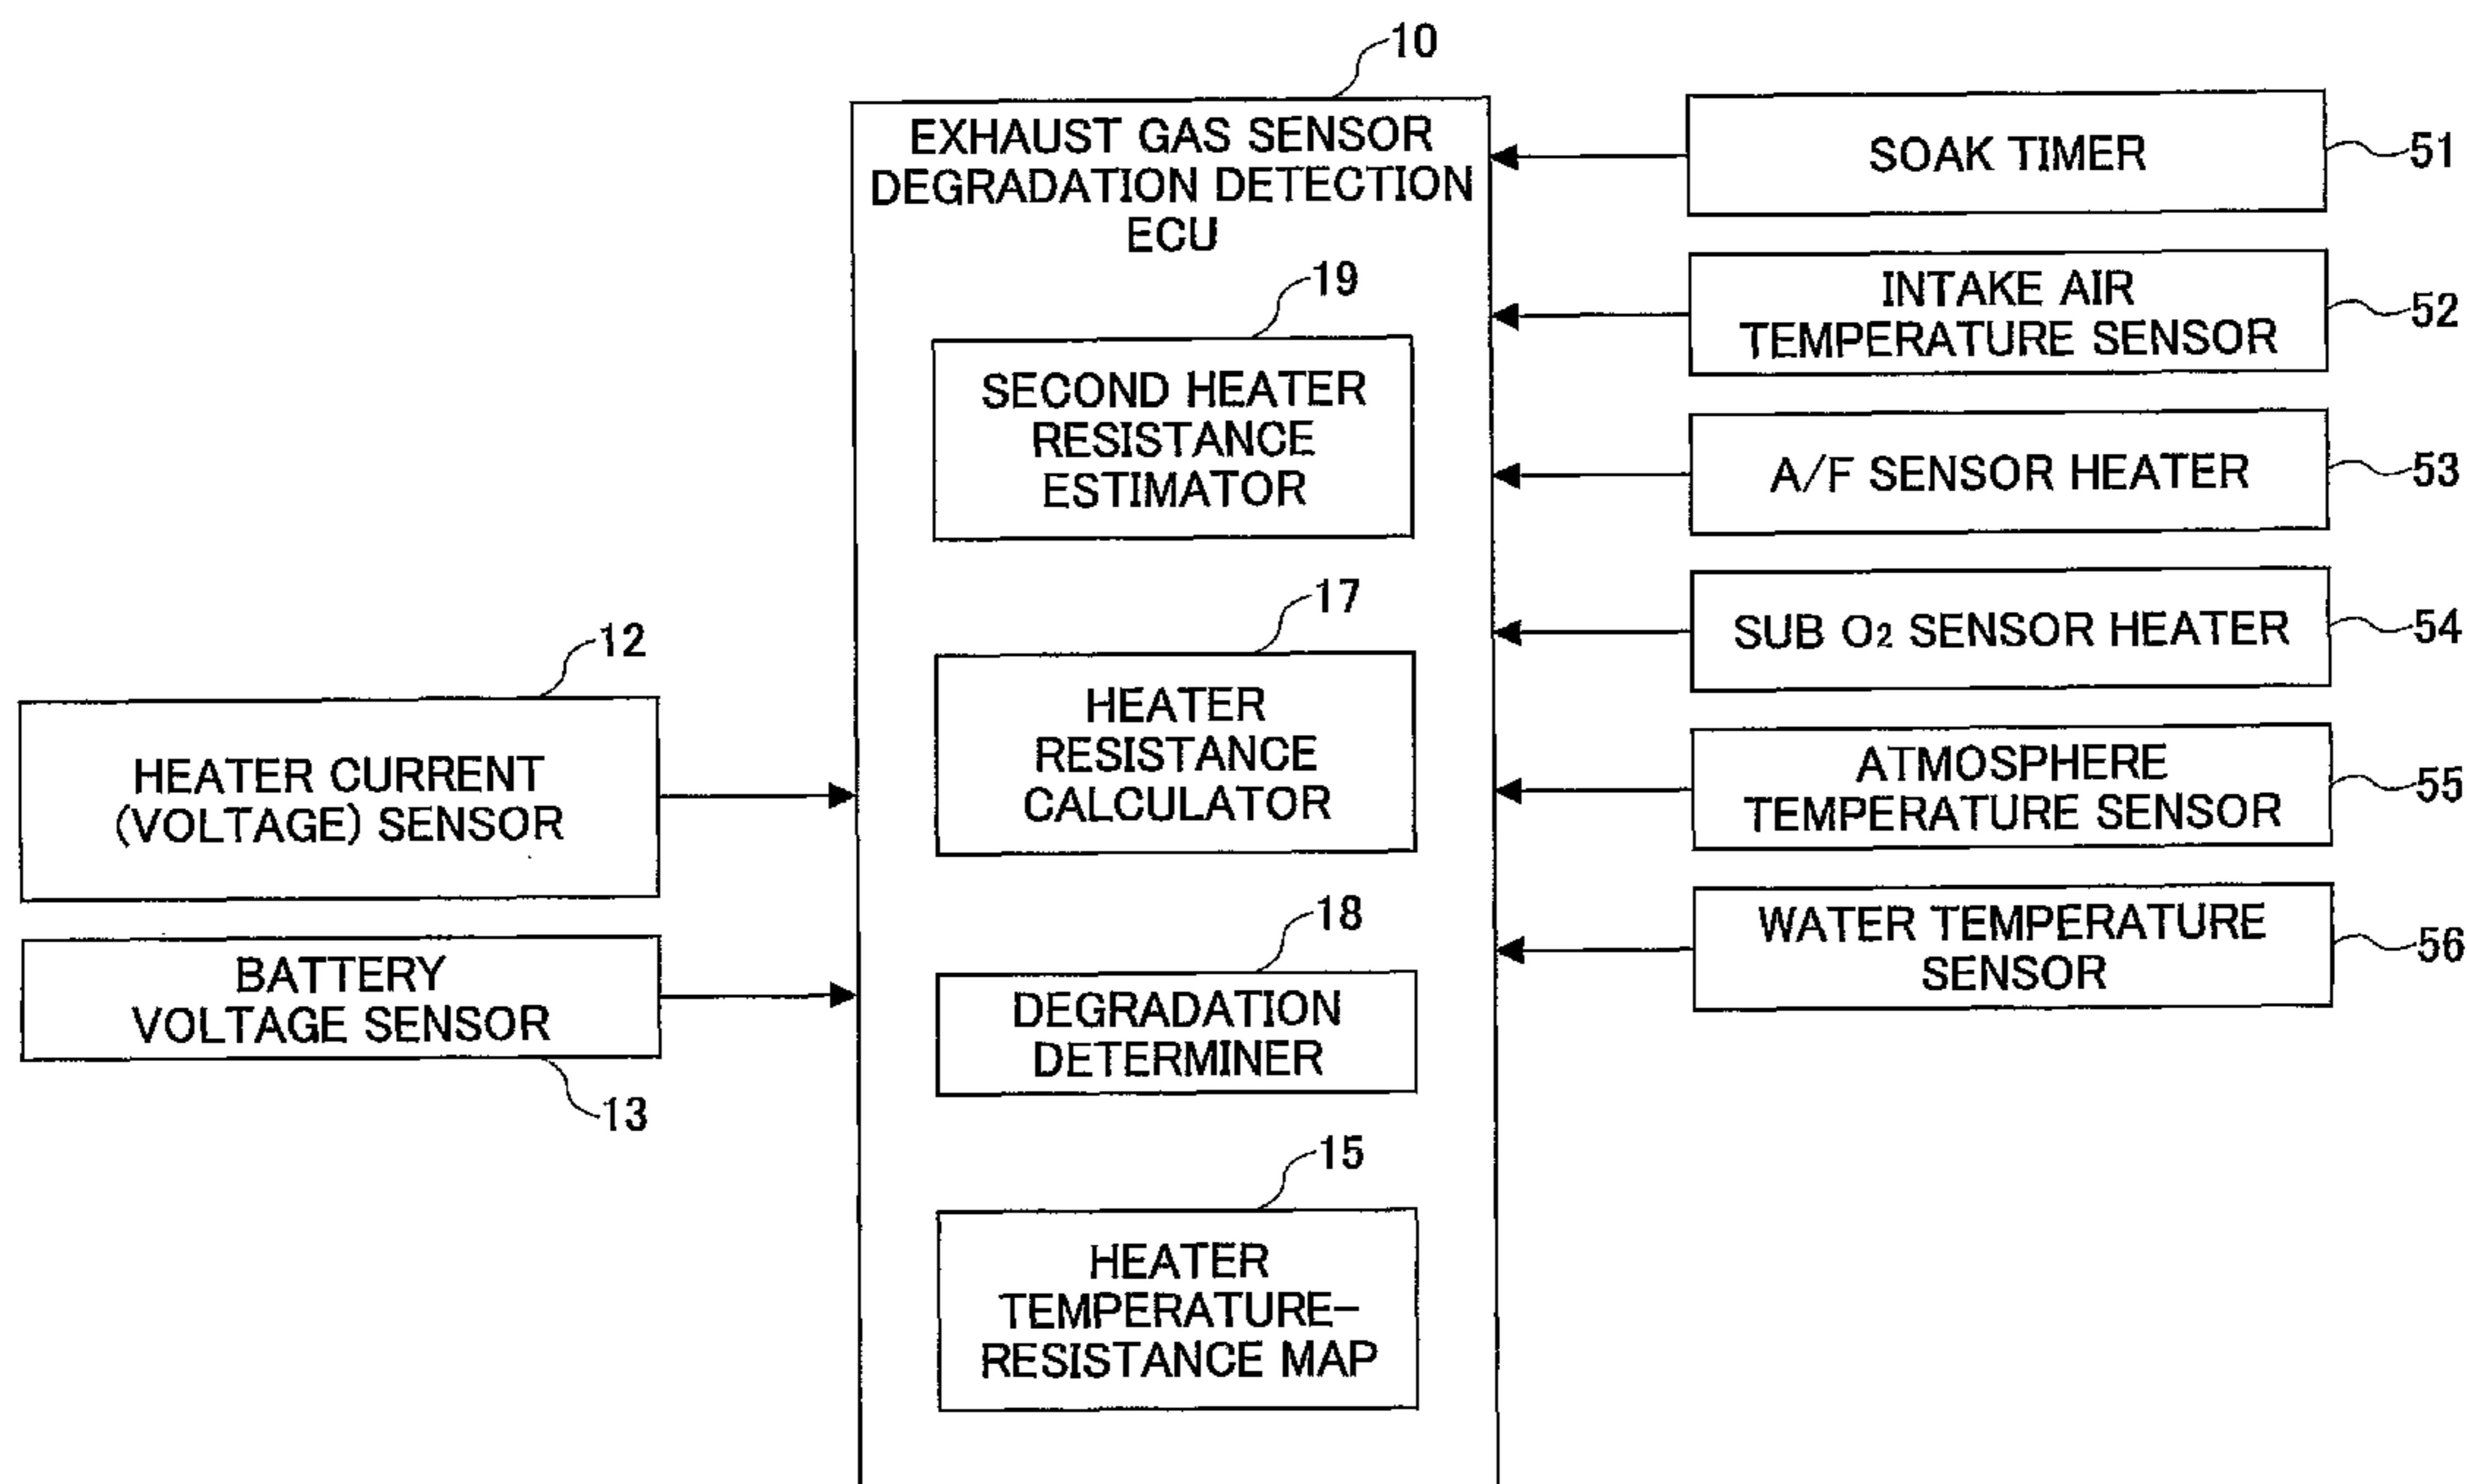 10
EXHAUST GAS SENSOR
DEGRADATION DETECTION
ECU
19
SECOND HEATER
RESISTANCE
ESTIMATOR
17
HEATER
RESISTANCE
CALCULATOR
18
DEGRADATION
DETERMINER
15
HEATER
TEMPERATURE-
RESISTANCE MAP
12
HEATER CURRENT
(VOLTAGE) SENSOR
BATTERY
VOLTAGE SENSOR
13
SOAK TIMER
51
INTAKE AIR
TEMPERATURE SENSOR
52
A/F SENSOR HEATER
53
SUB O₂ SENSOR HEATER
54
ATMOSPHERE
TEMPERATURE SENSOR
55
WATER TEMPERATURE
SENSOR
56